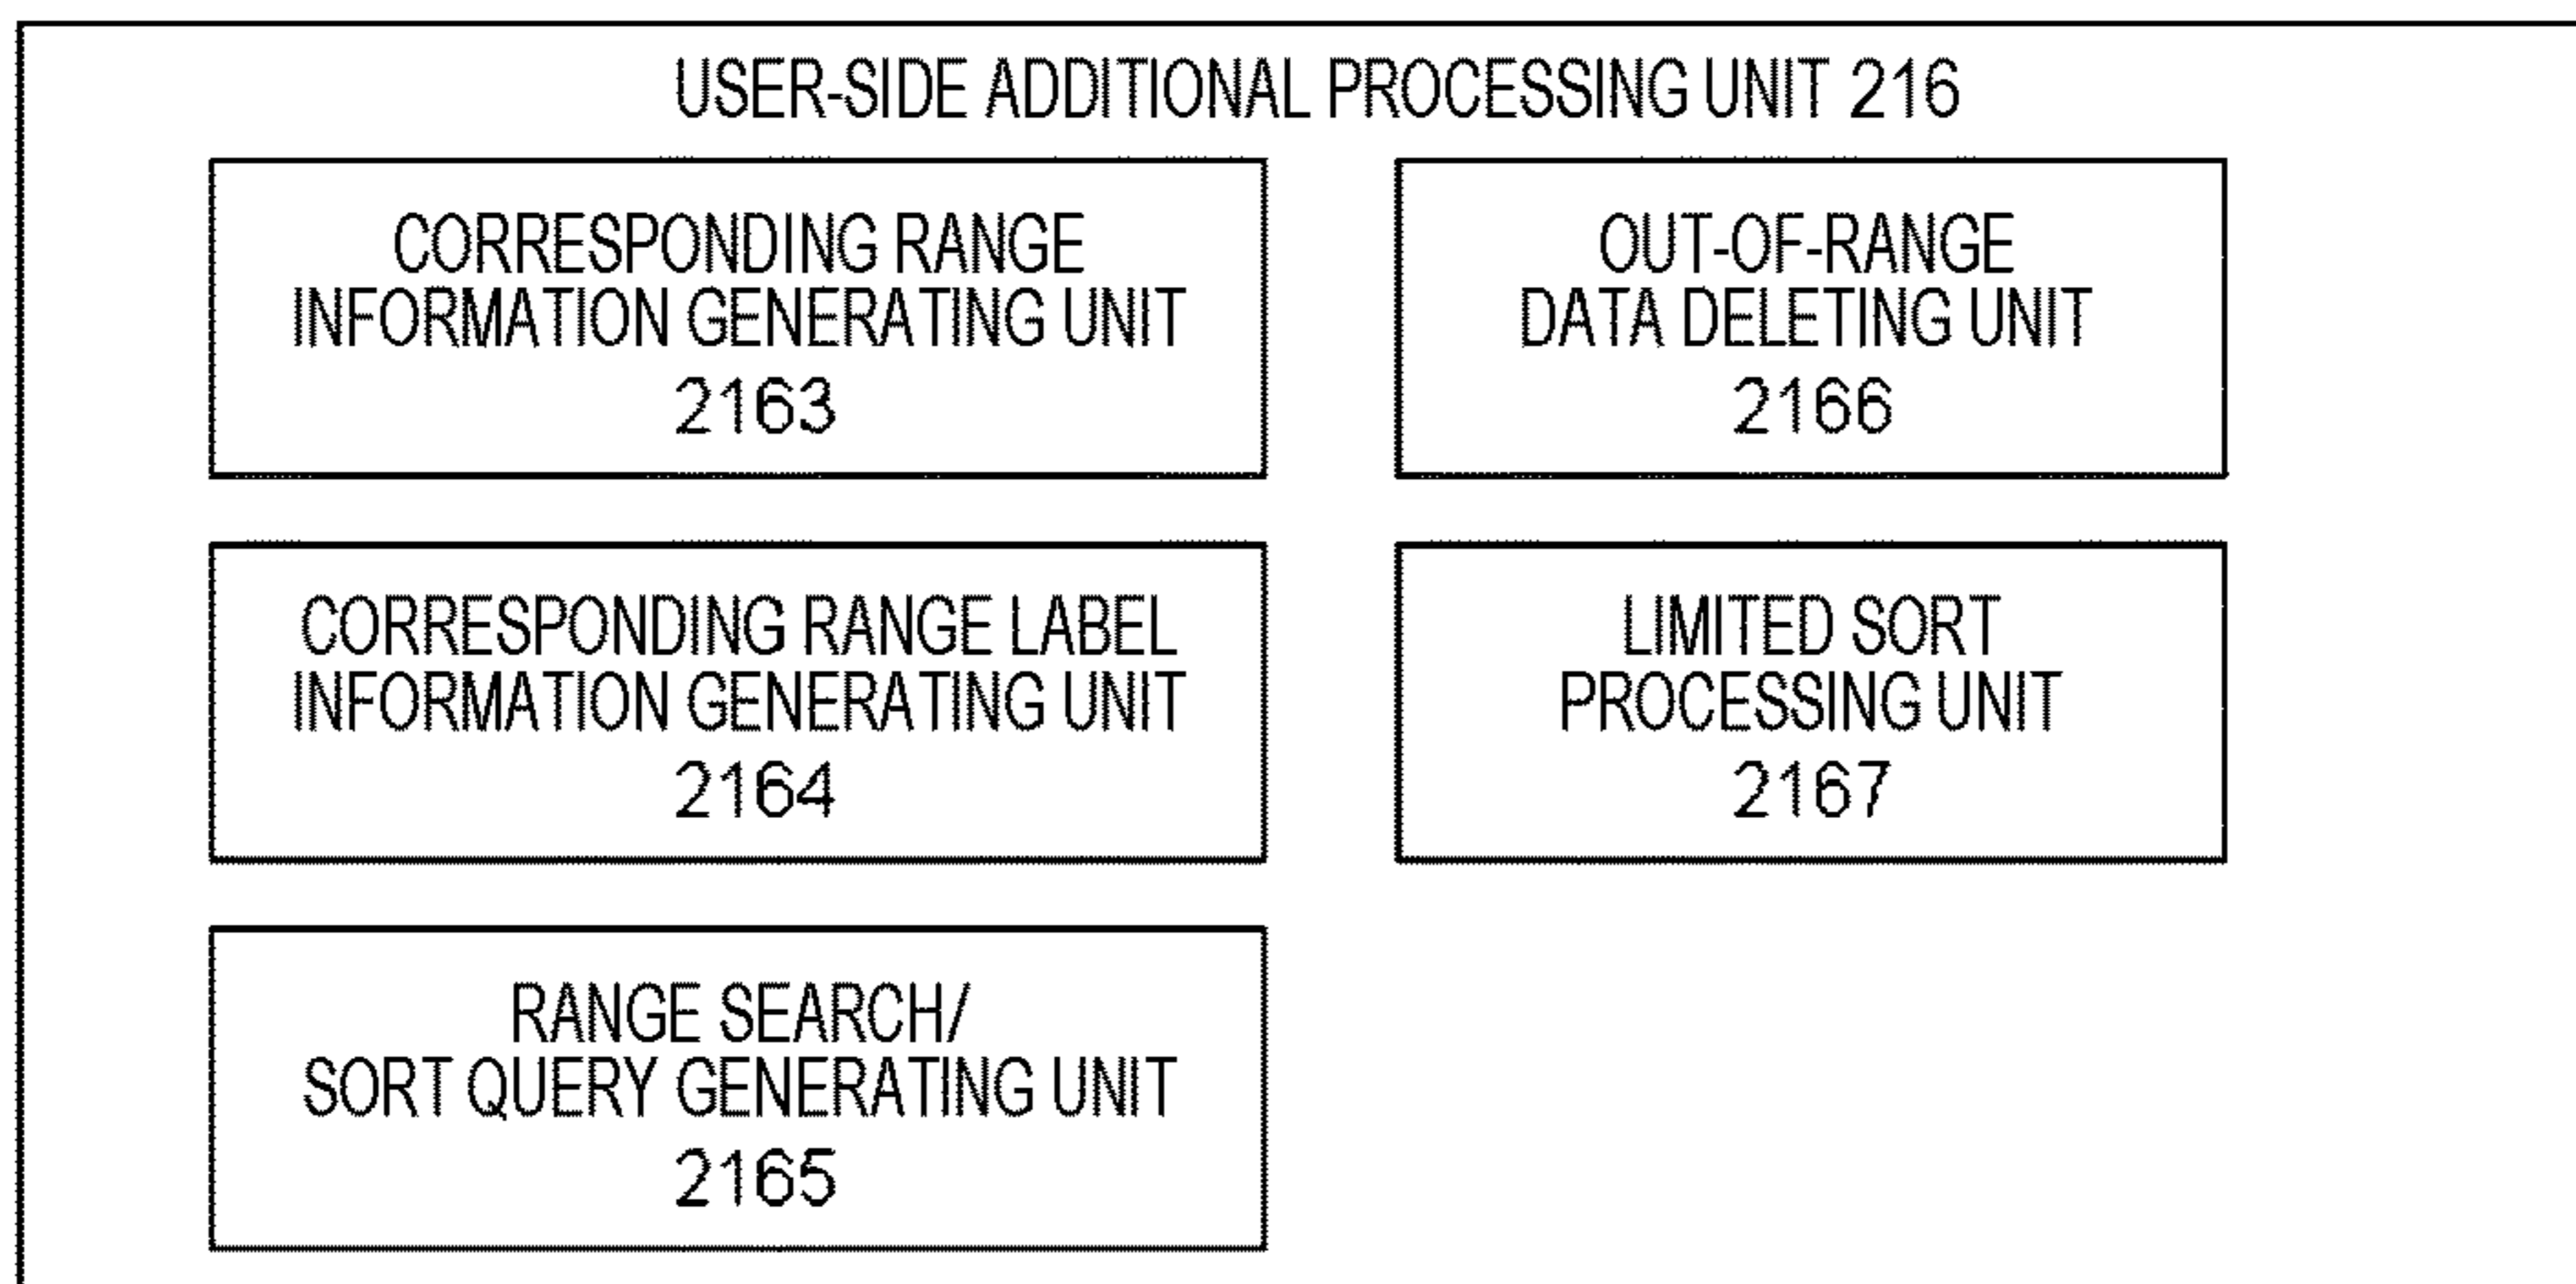 USER-SIDE ADDITIONAL PROCESSING UNIT 216
CORRESPONDING RANGE
INFORMATION GENERATING UNIT
2163
OUT-OF-RANGE
DATA DELETING UNIT
2166
CORRESPONDING RANGE LABEL
INFORMATION GENERATING UNIT
2164
LIMITED SORT
PROCESSING UNIT
2167
RANGE SEARCH/
SORT QUERY GENERATING UNIT
2165